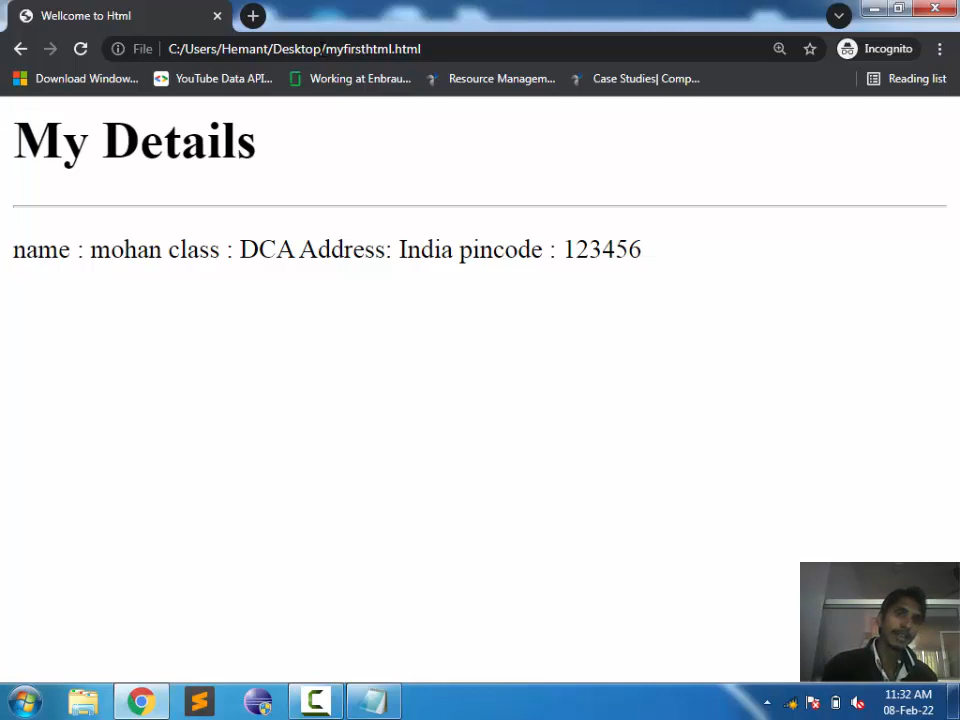 Wellcome to Html
File C:/Users/Hemant/Desktop/myfirsthtml.html Incognito
Download Window... YouTube Data API... Working at Enbrau... Resource Managem... Case Studies| Comp... Reading list
My Details
name : mohan class : DCA Address: India pincode : 123456
11:32 AM
08-Feb-22